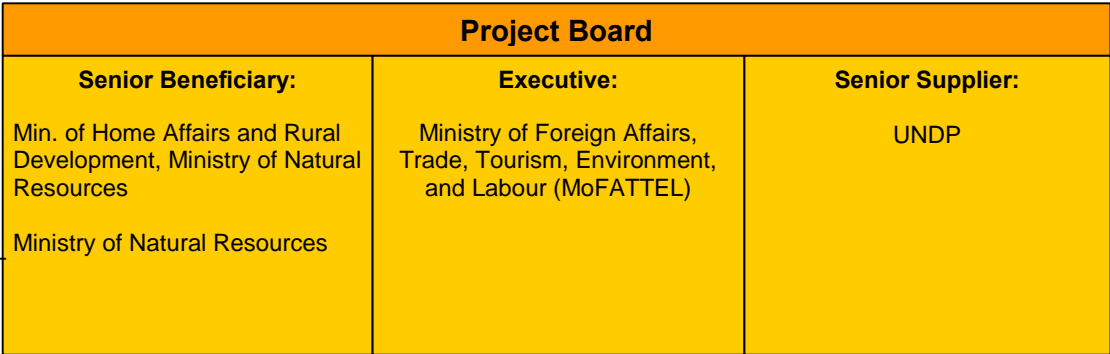 Project Board
Senior Beneficiary:
Min. of Home Affairs and Rural
Development, Ministry of Natural
Resources
Ministry of Natural Resources
Executive:
Ministry of Foreign Affairs,
Trade, Tourism, Environment,
and Labour (MoFATTEL)
Senior Supplier:
UNDP